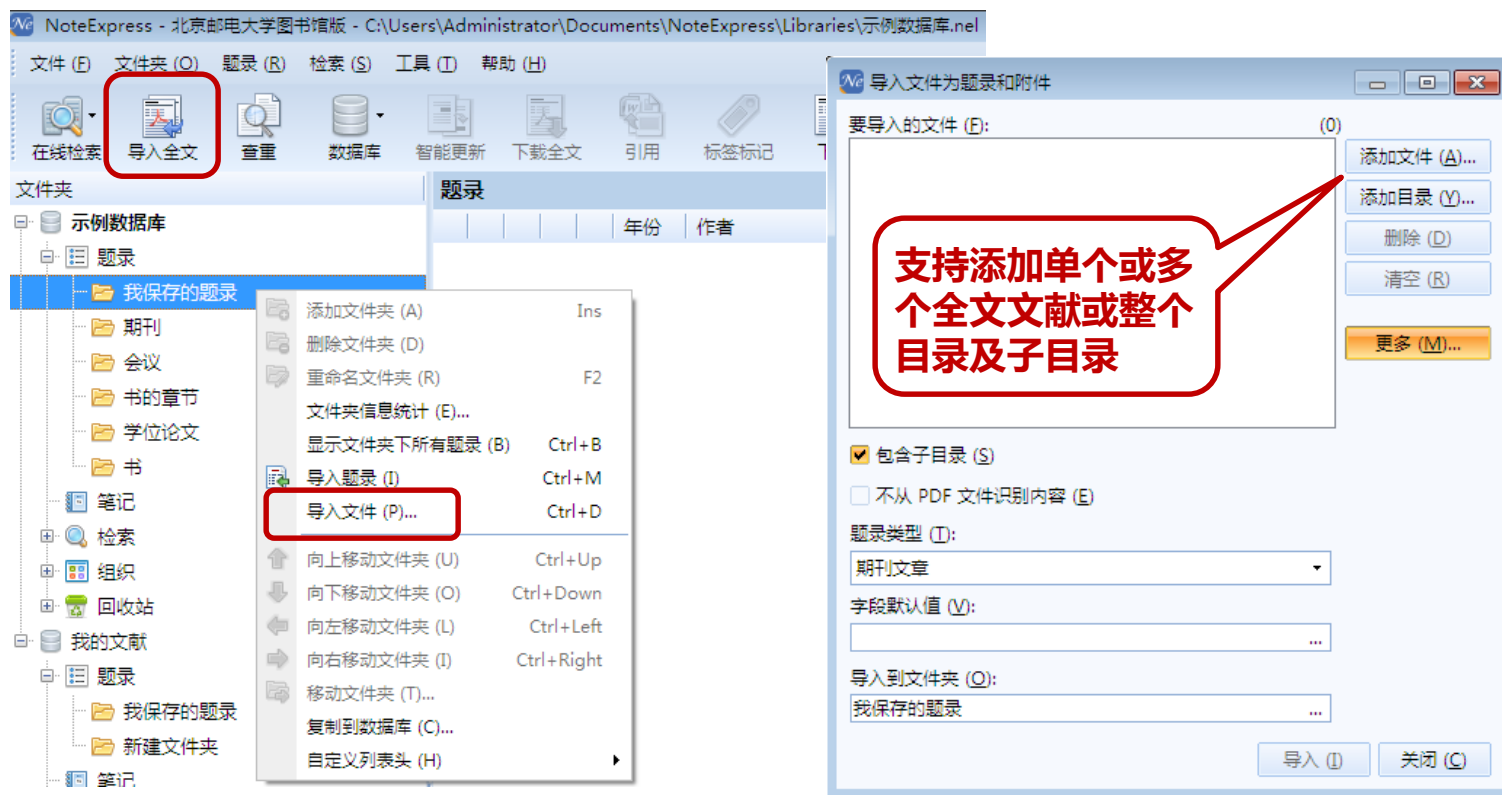 NoteExpress - 北京邮电大学图书馆版 - C:\Users\Administrator\Documents\NoteExpress\Libraries\示例数据库.nel
文件 (F) 文件夹 (O) 题录 (R) 检索 (S) 工具 (T) 帮助 (H)
在线检索 导入全文 查重 数据库 智能更新 下载全文 引用 标签标记
文件夹
题录
年份 作者
示例数据库
题录
我保存的题录
期刊
会议
书的章节
学位论文
书
笔记
检索
组织
回收站
我的文献
题录
我保存的题录
新建文件夹
笔记
添加文件夹 (A) Ins
删除文件夹 (D)
重命名文件夹 (R) F2
文件夹信息统计 (E)...
显示文件夹下所有题录 (B) Ctrl+B
导入题录 (I) Ctrl+M
导入文件 (P)... Ctrl+D
向上移动文件夹 (U) Ctrl+Up
向下移动文件夹 (O) Ctrl+Down
向左移动文件夹 (L) Ctrl+Left
向右移动文件夹 (I) Ctrl+Right
移动文件夹 (T)...
复制到数据库 (C)...
自定义列表头 (H)
Ne 导入文件为题录和附件
要导入的文件 (F): (0)
添加文件 (A)...
添加目录 (Y)...
删除 (D)
清空 (R)
更多 (M)...
支持添加单个或多
个全文文献或整个
目录及子目录
包含子目录 (S)
不从 PDF 文件识别内容 (E)
题录类型 (T):
期刊文章
字段默认值 (V):
...
导入到文件夹 (O):
我保存的题录 ...
导入 (I) 关闭 (C)